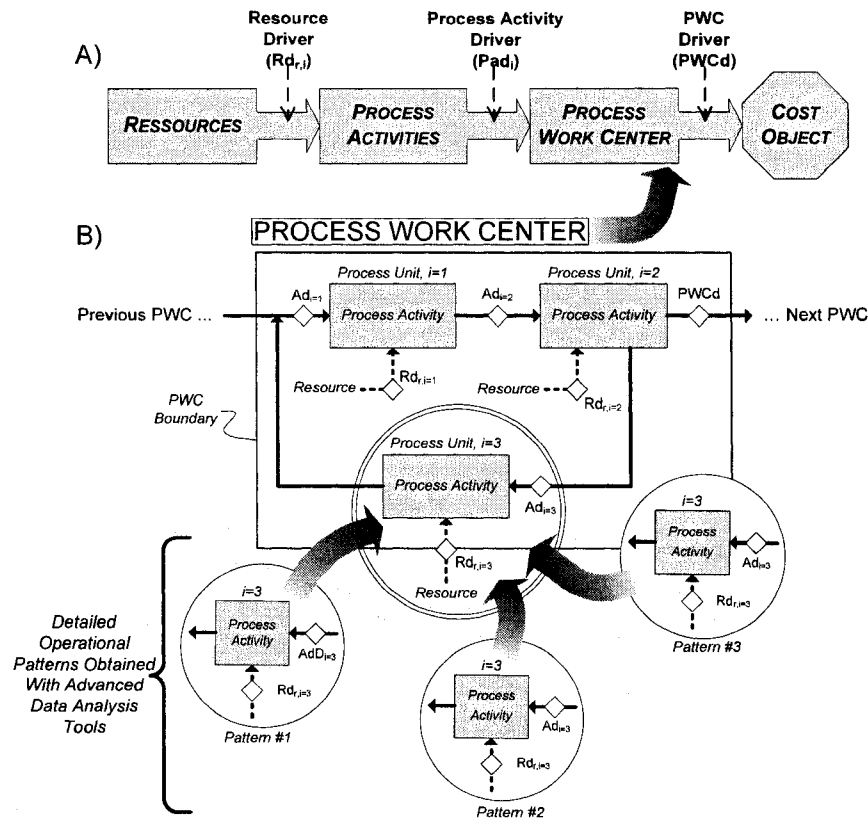 A)
Resource
Driver
(Rdr,i)
Process Activity
Driver
(Padi)
PWC
Driver
(PWCd)
RESSOURCES
PROCESS
ACTIVITIES
PROCESS
WORK CENTER
COST
OBJECT
B)
PROCESS WORK CENTER
Process Unit, i=1
Process Unit, i=2
Previous PWC ...
Adi=1
Process Activity
Adi=2
Process Activity
PWCd
... Next PWC
Rdr,i=1
Resource
Rdr,i=2
Resource
PWC
Boundary
Process Unit, i=3
Process Activity
Adi=3
Rdr,i=3
Resource
i=3
Process
Activity
Adi=3
Rdr,i=3
Pattern #3
Detailed
Operational
Patterns Obtained
With Advanced
Data Analysis
Tools
i=3
Process
Activity
AdDi=3
Rdr,i=3
Pattern #1
i=3
Process
Activity
Adi=3
Rdr,i=3
Pattern #2